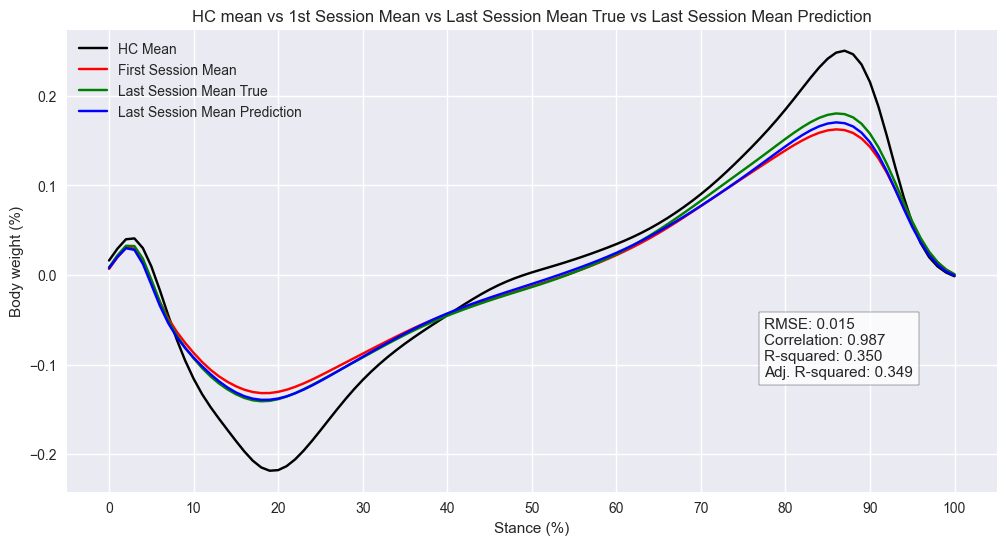 HC mean vs 1st Session Mean vs Last Session Mean True vs Last Session Mean Prediction
HC Mean
First Session Mean
Last Session Mean True
Last Session Mean Prediction
Body weight (%)
0.2
0.1
0.0
−0.1
−0.2
RMSE: 0.015
Correlation: 0.987
R-squared: 0.350
Adj. R-squared: 0.349
0 10 20 30 40 50 60 70 80 90 100
Stance (%)